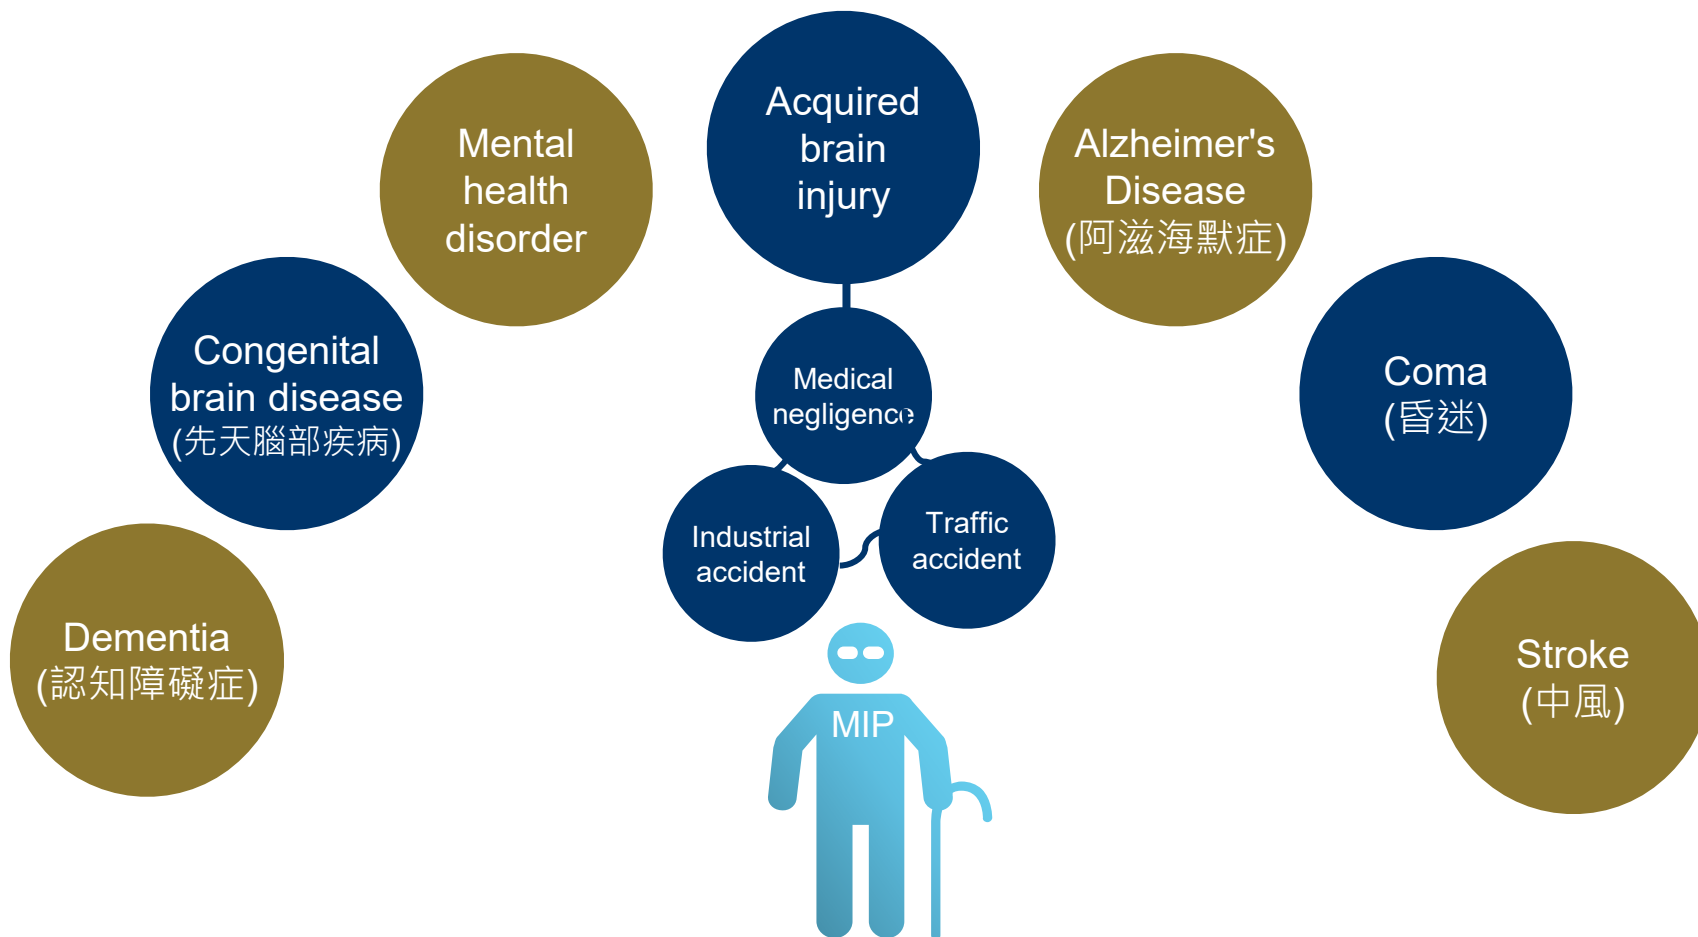 Acquired
brain
injury
Mental
health
disorder
Alzheimer's
Disease
(阿滋海默症)
Congenital
brain disease
(先天腦部疾病)
Coma
(昏迷)
Medical
negligence
Industrial
accident
Traffic
accident
Dementia
(認知障礙症)
Stroke
(中風)
MIP